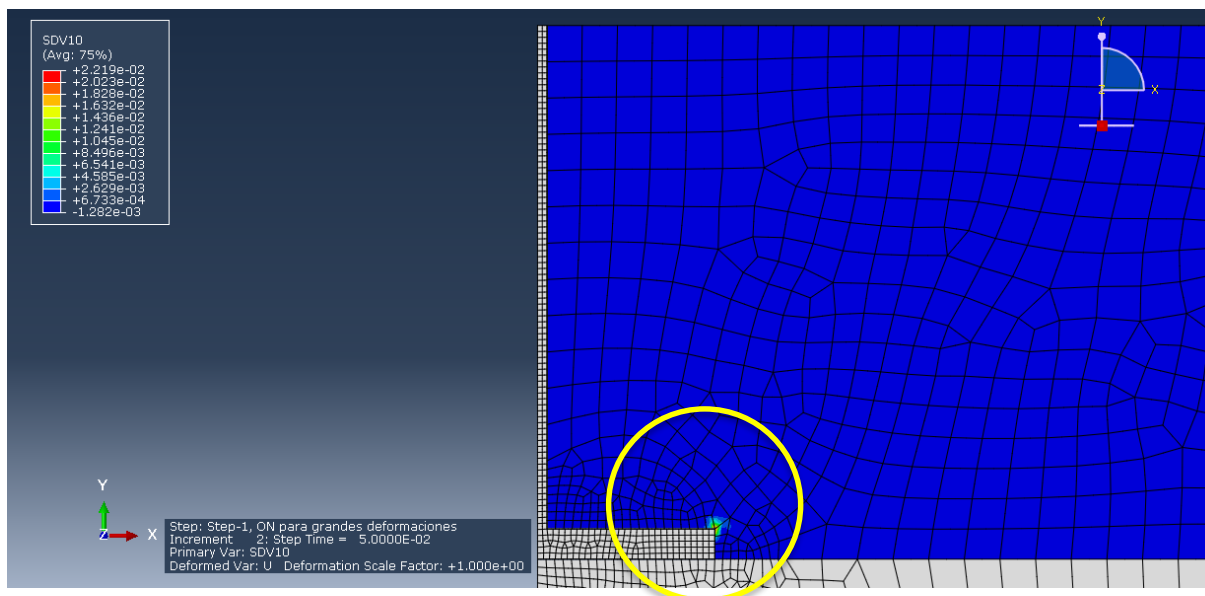 SDV10
(Avg: 75%)
+2.219e-02
+2.023e-02
+1.828e-02
+1.632e-02
+1.436e-02
+1.241e-02
+1.045e-02
+8.496e-03
+6.541e-03
+4.585e-03
+2.629e-03
+6.733e-04
-1.282e-03
Y
Z
X
Y
Z
X
Step: Step-1, ON para grandes deformaciones
Increment 2: Step Time = 5.0000E-02
Primary Var: SDV10
Deformed Var: U Deformation Scale Factor: +1.000e+00